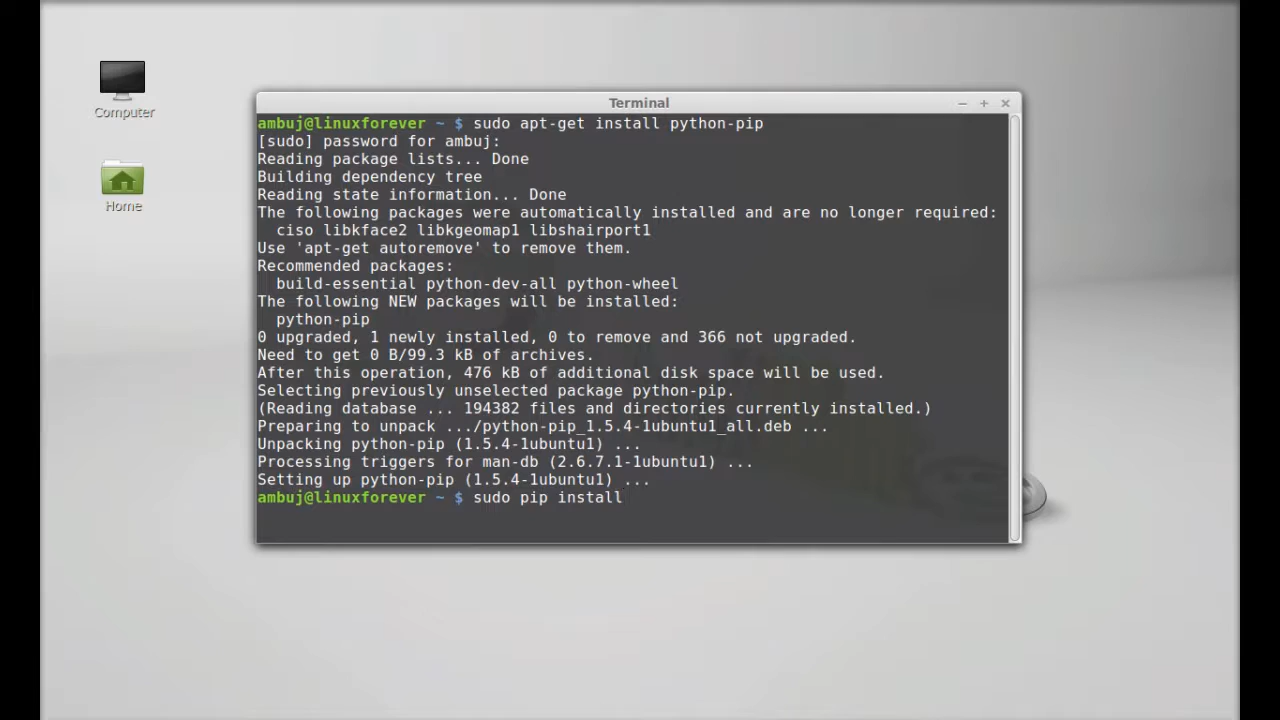 Computer
Home
Terminal
ambuj@linuxforever ~ $ sudo apt-get install python-pip
[sudo] password for ambuj:
Reading package lists... Done
Building dependency tree
Reading state information... Done
The following packages were automatically installed and are no longer required:
  ciso libkface2 libkgeomap1 libshairport1
Use 'apt-get autoremove' to remove them.
Recommended packages:
  build-essential python-dev-all python-wheel
The following NEW packages will be installed:
  python-pip
0 upgraded, 1 newly installed, 0 to remove and 366 not upgraded.
Need to get 0 B/99.3 kB of archives.
After this operation, 476 kB of additional disk space will be used.
Selecting previously unselected package python-pip.
(Reading database ... 194382 files and directories currently installed.)
Preparing to unpack .../python-pip_1.5.4-1ubuntu1_all.deb ...
Unpacking python-pip (1.5.4-1ubuntu1) ...
Processing triggers for man-db (2.6.7.1-1ubuntu1) ...
Setting up python-pip (1.5.4-1ubuntu1) ...
ambuj@linuxforever ~ $ sudo pip install